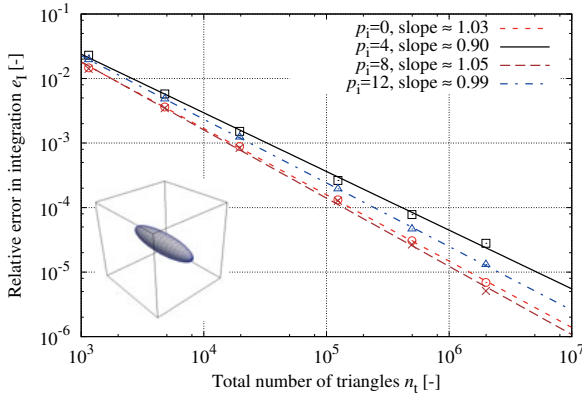 10^-1
10^-2
10^-3
10^-4
10^-5
10^-6
Relative error in integration e_I [-]
p_i=0, slope ≈ 1.03
p_i=4, slope ≈ 0.90
p_i=8, slope ≈ 1.05
p_i=12, slope ≈ 0.99
10^3 10^4 10^5 10^6 10^7
Total number of triangles n_t [-]